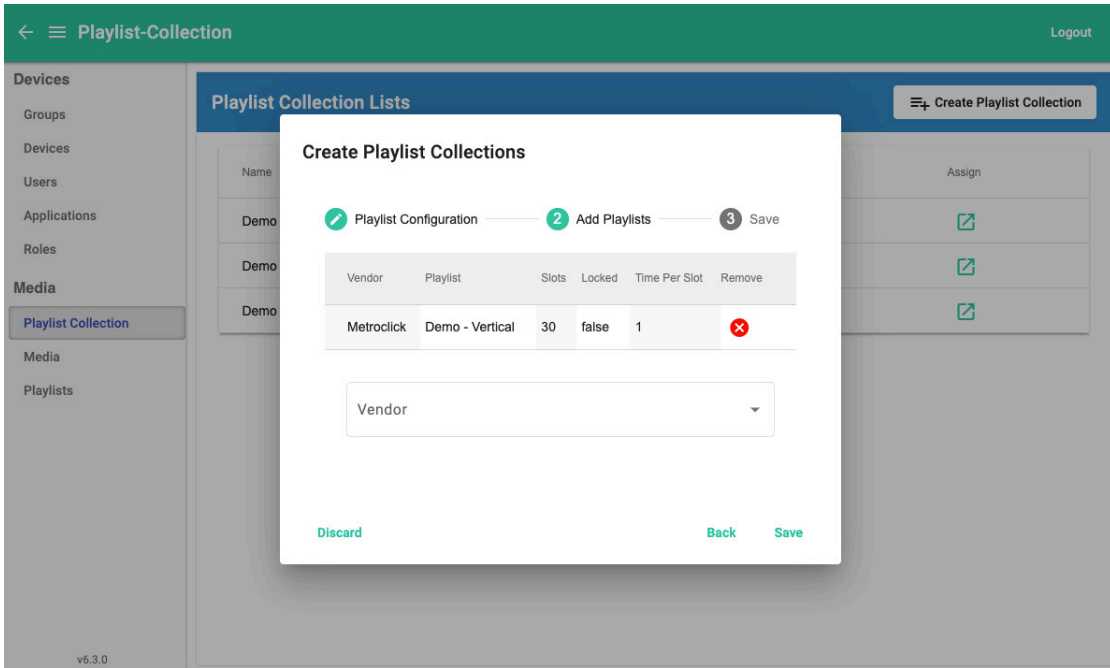 Playlist-Collection
Logout
Devices
Groups
Devices
Users
Applications
Roles
Media
Playlist Collection
Media
Playlists
v6.3.0
Playlist Collection Lists
Create Playlist Collection
Name
Assign
Demo
Demo
Demo
Create Playlist Collections
Playlist Configuration
2 Add Playlists
3 Save
Vendor Playlist Slots Locked Time Per Slot Remove
Metroclick Demo - Vertical 30 false 1
Vendor
Discard
Back
Save